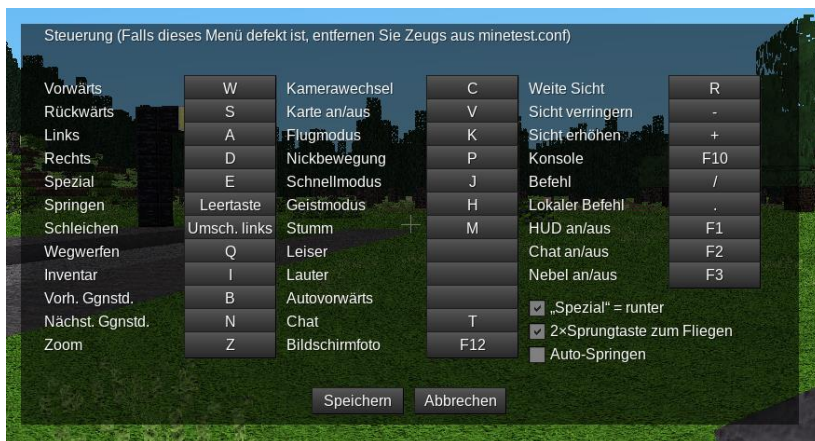 Steuerung (Falls dieses Menü defekt ist, entfernen Sie Zeugs aus minetest.conf)
Vorwärts W Kamerawechsel C Weite Sicht R
Rückwärts S Karte an/aus V Sicht verringern -
Links A Flugmodus K Sicht erhöhen +
Rechts D Nickbewegung P Konsole F10
Spezial E Schnellmodus J Befehl /
Springen Leertaste Geistmodus H Lokaler Befehl .
Schleichen Umsch. links Stumm M HUD an/aus F1
Wegwerfen Q Leiser Chat an/aus F2
Inventar I Lauter Nebel an/aus F3
Vorh. Ggnstd. B Autovorwärts „Spezial“ = runter
Nächst. Ggnstd. N Chat T 2×Sprungtaste zum Fliegen
Zoom Z Bildschirmfoto F12 Auto-Springen
Speichern Abbrechen